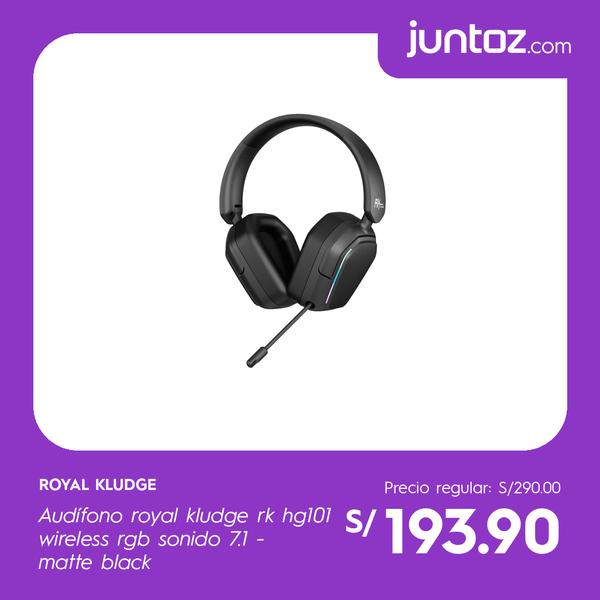 juntoz.com
ROYAL KLUDGE
Audífono royal kludge rk hg101
wireless rgb sonido 7.1 -
matte black
Precio regular: S/290.00
S/193.90